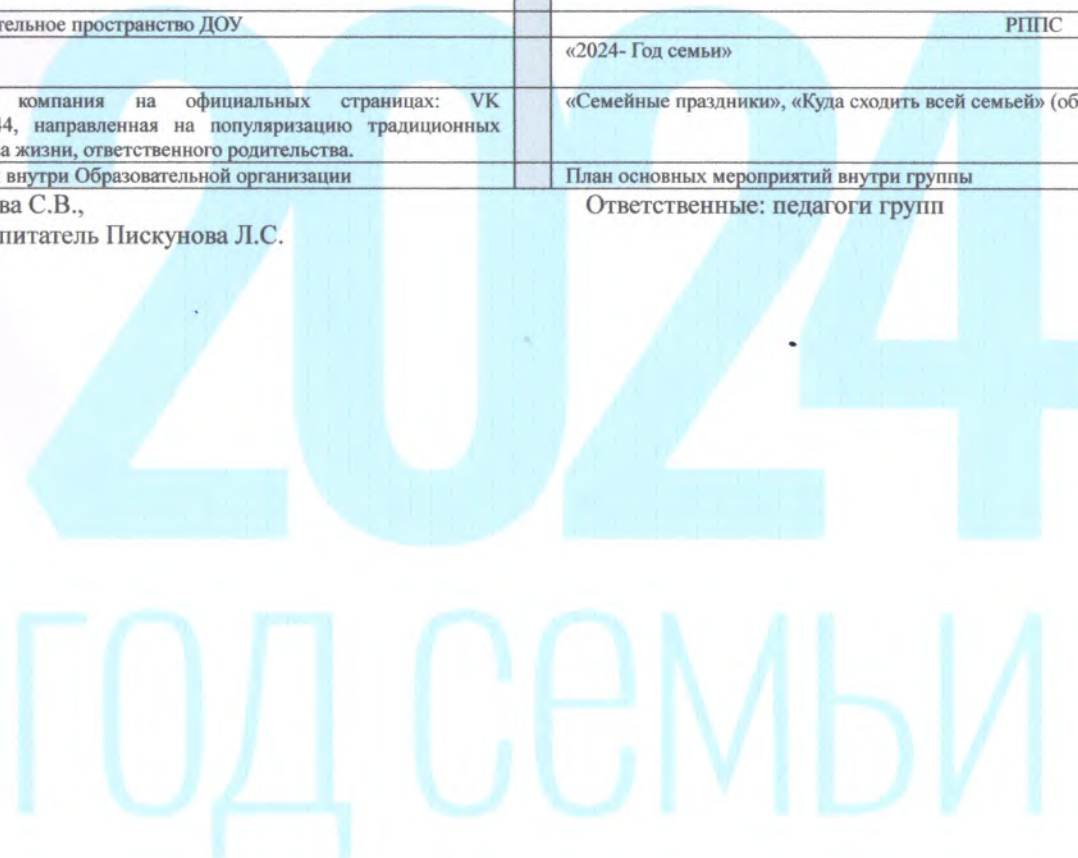 тельное пространство ДОУ
РППС
«2024- Год семьи»
компания на официальных страницах: VK
44, направленная на популяризацию традиционных
а жизни, ответственного родительства.
«Семейные праздники», «Куда сходить всей семьей» (об
внутри Образовательной организации
План основных мероприятий внутри группы
ва С.В.,
питатель Пискунова Л.С.
Ответственные: педагоги групп
2024
год семьи